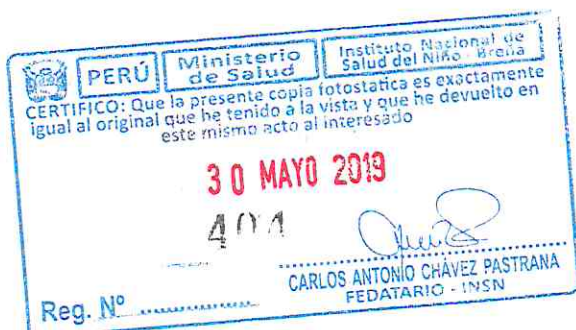 PERÚ
Ministerio
de Salud
Instituto Nacional de
Salud del Niño - Breña
CERTIFICO: Que la presente copia fotostatica es exactamente
igual al original que he tenido a la vista y que he devuelto en
este mismo acto al interesado
30 MAYO 2019
Reg. Nº ..............
CARLOS ANTONIO CHÁVEZ PASTRANA
FEDATARIO - INSN